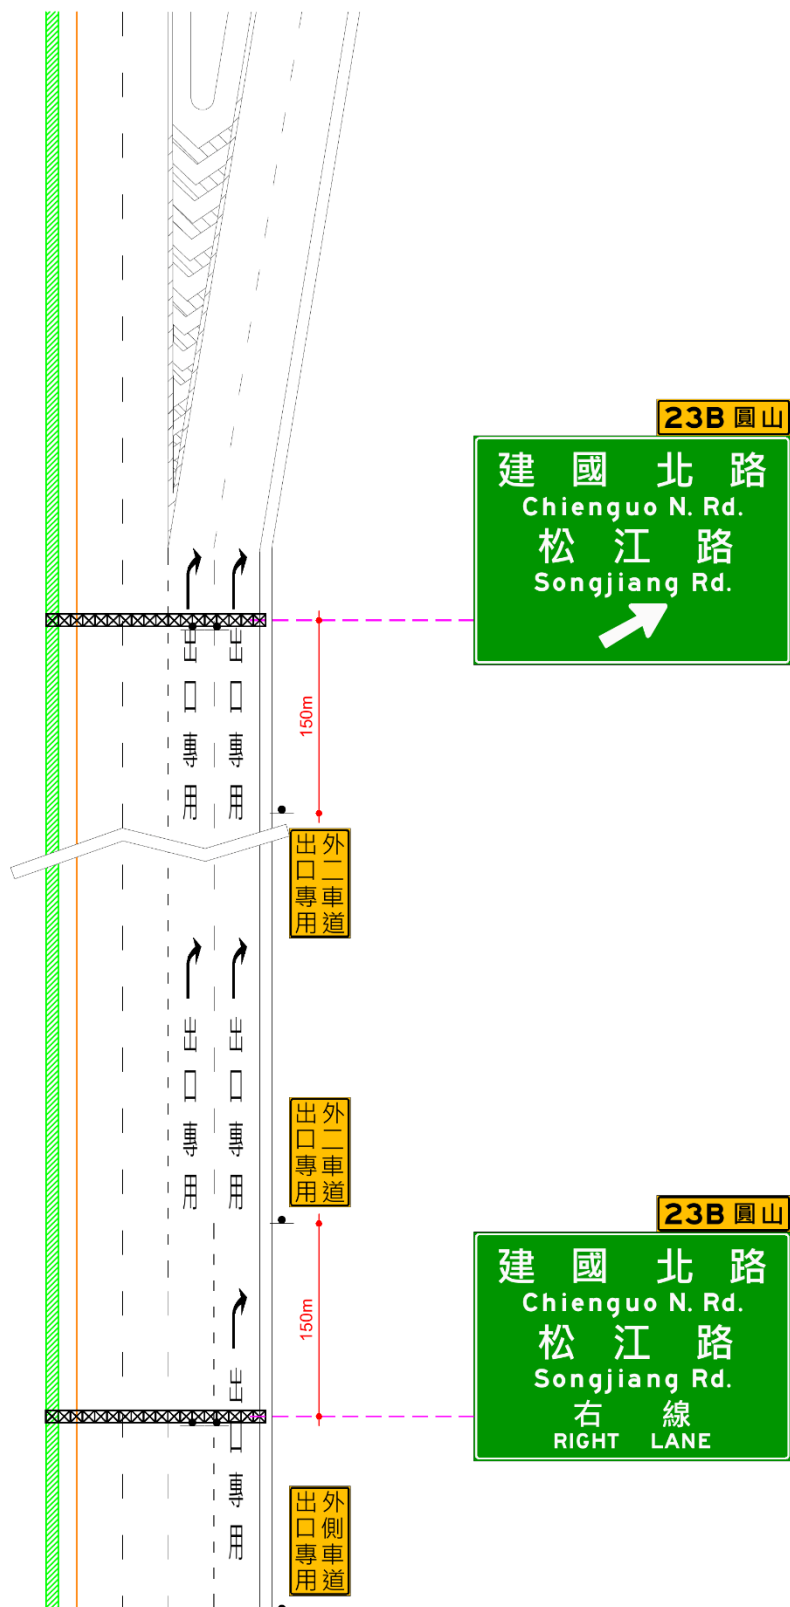 23B 圓山
建國北路
Chienguo N. Rd.
松江路
Songjiang Rd.
出口專用
出口專用
150m
外二車道
出口專用
出口專用
出口專用
外二車道
出口專用
23B 圓山
建國北路
Chienguo N. Rd.
松江路
Songjiang Rd.
右線
RIGHT LANE
150m
出口專用
外側車道
出口專用